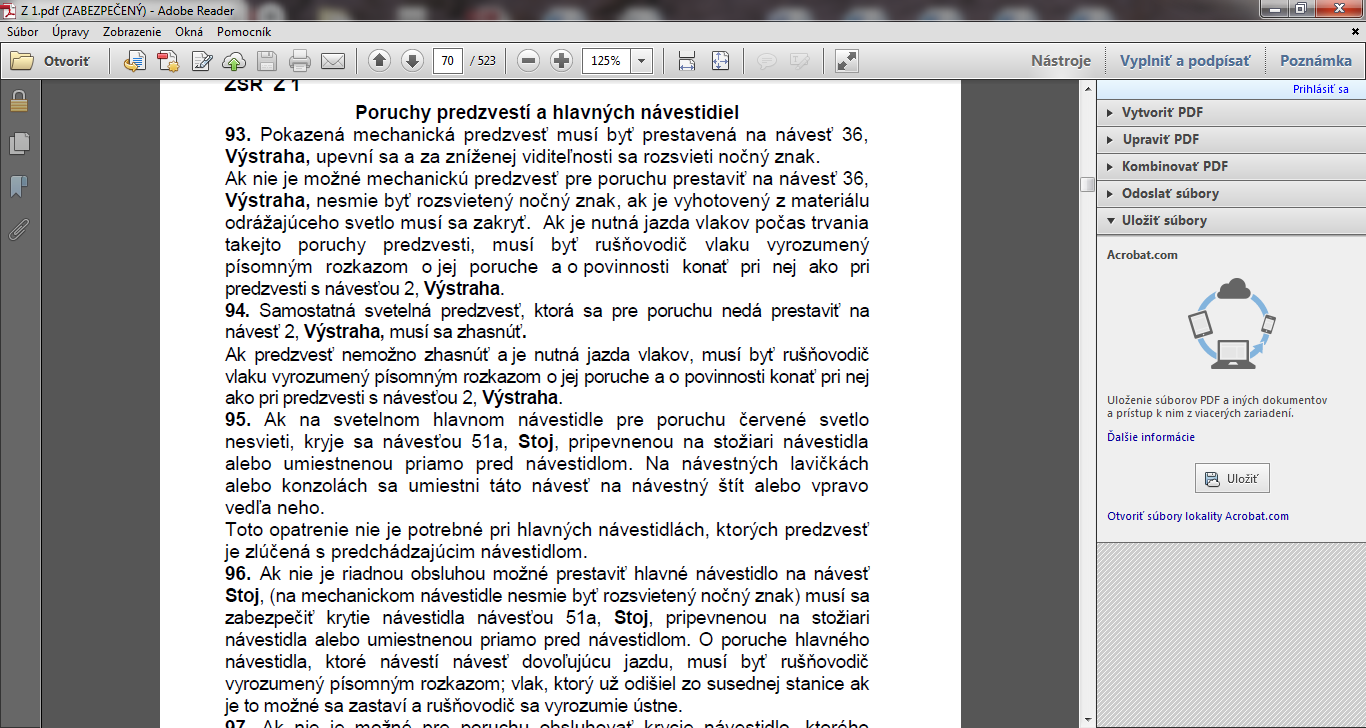 Z 1.pdf (ZABEZPEČENÝ) - Adobe Reader
Súbor Úpravy Zobrazenie Okná Pomocník
Otvoriť 70 / 523 125% Nástroje Vyplniť a podpísať Poznámka
Prihlásiť sa
ŽSR Z 1
Poruchy predzvestí a hlavných návestidiel
93. Pokazená mechanická predzvesť musí byť prestavená na návesť 36,
Výstraha, upevní sa a za zníženej viditeľnosti sa rozsvieti nočný znak.
Ak nie je možné mechanickú predzvesť pre poruchu prestaviť na návesť 36,
Výstraha, nesmie byť rozsvietený nočný znak, ak je vyhotovený z materiálu
odrážajúceho svetlo musí sa zakryť. Ak je nutná jazda vlakov počas trvania
takejto poruchy predzvesti, musí byť rušňovodič vlaku vyrozumený
písomným rozkazom o jej poruche a o povinnosti konať pri nej ako pri
predzvesti s návesťou 2, Výstraha.
94. Samostatná svetelná predzvesť, ktorá sa pre poruchu nedá prestaviť na
návesť 2, Výstraha, musí sa zhasnúť.
Ak predzvesť nemožno zhasnúť a je nutná jazda vlakov, musí byť rušňovodič
vlaku vyrozumený písomným rozkazom o jej poruche a o povinnosti konať pri nej
ako pri predzvesti s návesťou 2, Výstraha.
95. Ak na svetelnom hlavnom návestidle pre poruchu červené svetlo
nesvieti, kryje sa návesťou 51a, Stoj, pripevnenou na stožiari návestidla
alebo umiestnenou priamo pred návestidlom. Na návestných lavičkách
alebo konzolách sa umiestni táto návesť na návestný štít alebo vpravo
vedľa neho.
Toto opatrenie nie je potrebné pri hlavných návestidlách, ktorých predzvesť
je zlúčená s predchádzajúcim návestidlom.
96. Ak nie je riadnou obsluhou možné prestaviť hlavné návestidlo na návesť
Stoj, (na mechanickom návestidle nesmie byť rozsvietený nočný znak) musí sa
zabezpečiť krytie návestidla návesťou 51a, Stoj, pripevnenou na stožiari
návestidla alebo umiestnenou priamo pred návestidlom. O poruche hlavného
návestidla, ktoré návestí návesť dovoľujúcu jazdu, musí byť rušňovodič
vyrozumený písomným rozkazom; vlak, ktorý už odišiel zo susednej stanice ak
je to možné sa zastaví a rušňovodič sa vyrozumie ústne.
97. Ak nie je možné pre poruchu obsluhovať krycie návestidlo, ktorého
Vytvoriť PDF
Upraviť PDF
Kombinovať PDF
Odoslať súbory
Uložiť súbory
Acrobat.com
Uloženie súborov PDF a iných dokumentov
a prístup k nim z viacerých zariadení.
Ďalšie informácie
Uložiť
Otvoriť súbory lokality Acrobat.com